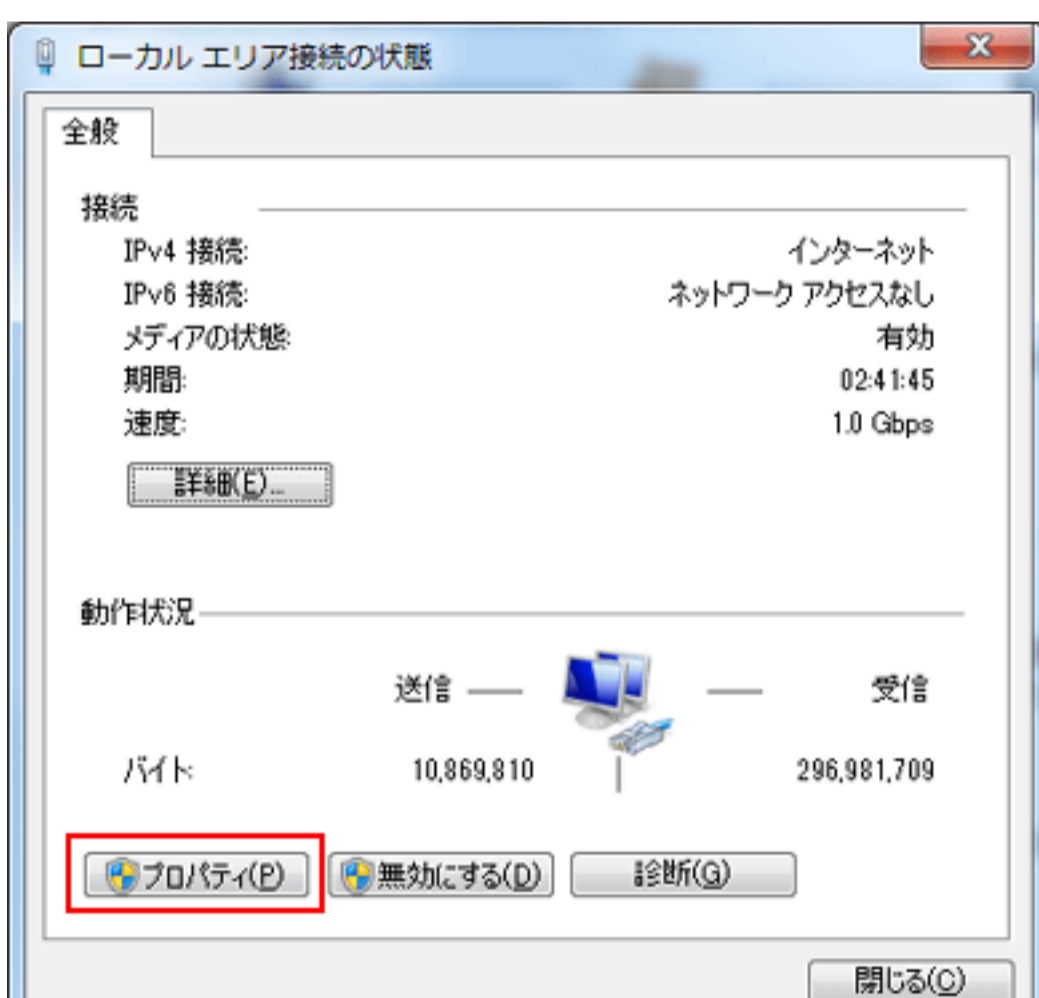 ローカル エリア接続の状態
全般
接続
IPv4 接続: インターネット
IPv6 接続: ネットワーク アクセスなし
メディアの状態: 有効
期間: 02:41:45
速度: 1.0 Gbps
詳細(E)...
動作状況
送信 受信
バイト: 10,869,810 296,981,709
プロパティ(P) 無効にする(D) 診断(G)
閉じる(C)